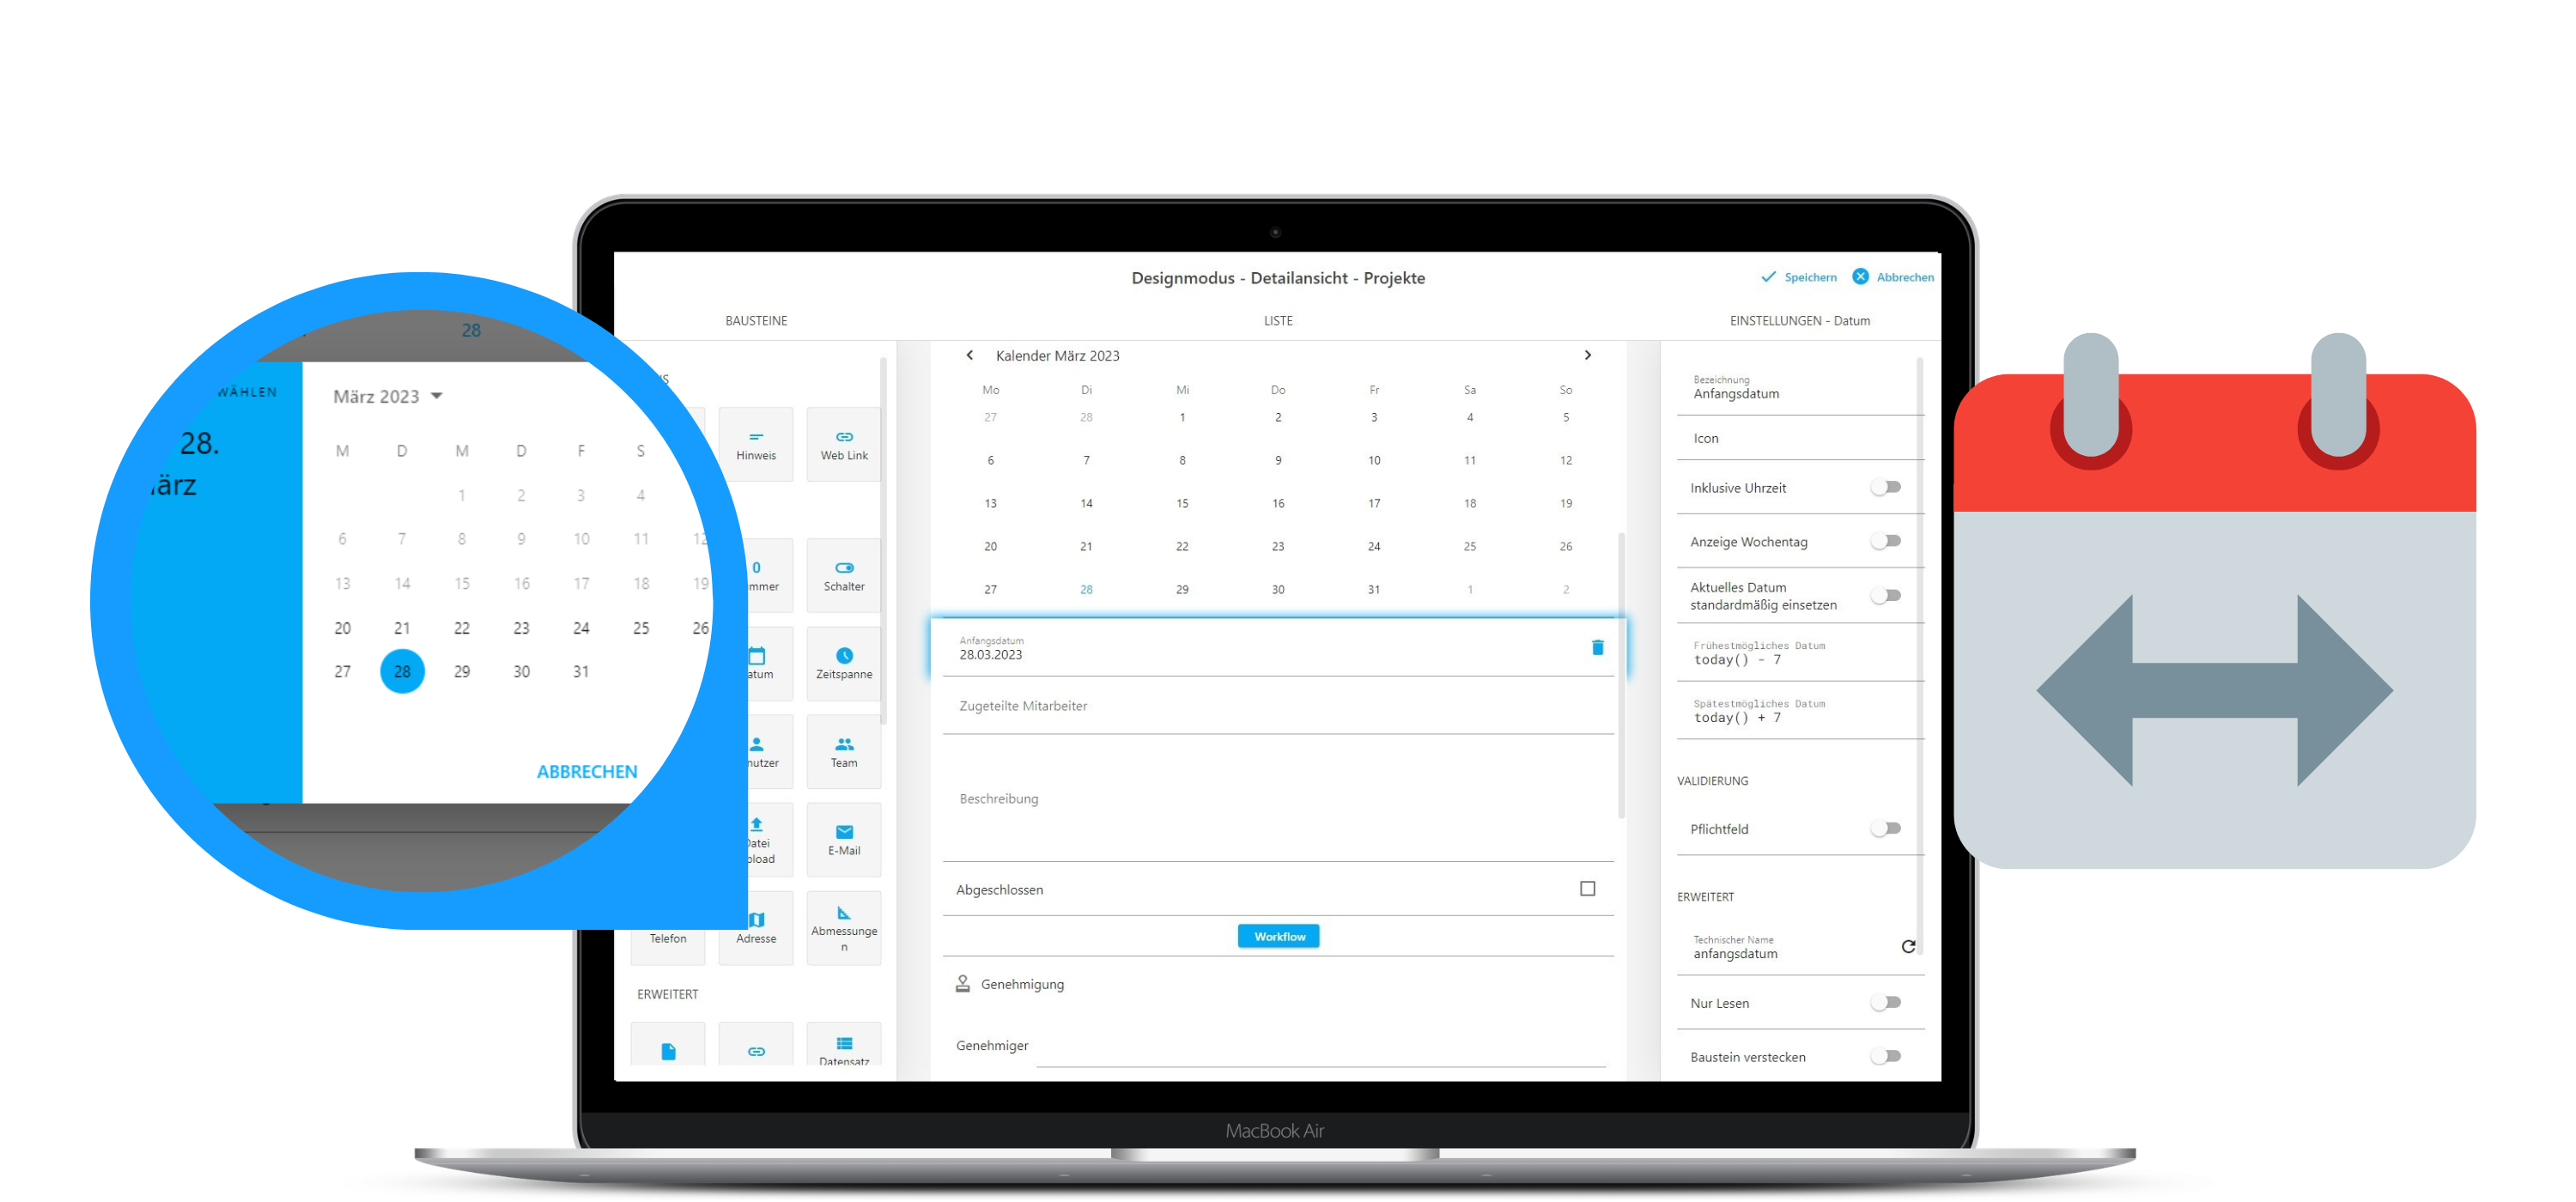 28
WÄHLEN
28.
März 2023
M D M D F S
1 2 3 4
6 7 8 9 10 11 12
13 14 15 16 17 18 19
20 21 22 23 24 25 26
27 28 29 30 31
ABBRECHEN
Designmodus - Detailansicht - Projekte
Speichern
Abbrechen
BAUSTEINE
LISTE
EINSTELLUNGEN - Datum
Hinweis
Web Link
Schalter
Zeitspanne
Team
E-Mail
Telefon
Adresse
Abmessunge
n
ERWEITERT
Datensatz
Kalender März 2023
Mo Di Mi Do Fr Sa So
27 28 1 2 3 4 5
6 7 8 9 10 11 12
13 14 15 16 17 18 19
20 21 22 23 24 25 26
27 28 29 30 31 1 2
Anfangsdatum
28.03.2023
Zugeteilte Mitarbeiter
Beschreibung
Abgeschlossen
Workflow
Genehmigung
Genehmiger
Bezeichnung
Anfangsdatum
Icon
Inklusive Uhrzeit
Anzeige Wochentag
Aktuelles Datum
standardmäßig einsetzen
Frühestmögliches Datum
today() - 7
Spätestmögliches Datum
today() + 7
VALIDIERUNG
Pflichtfeld
ERWEITERT
Technischer Name
anfangsdatum
Nur Lesen
Baustein verstecken
MacBook Air